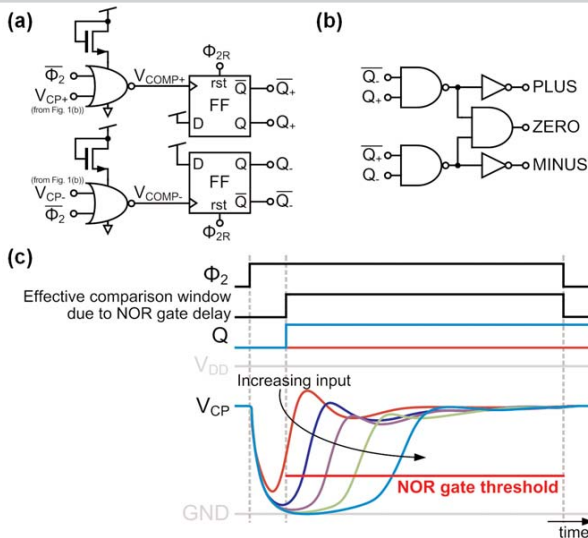 (a)
Φ2R
Φ2
VCP+
(from Fig. 1(b))
VCOMP+
rst
Q
Q+
FF
D
Q
Q+
(from Fig. 1(b))
VCP-
Φ2
VCOMP-
D
Q
Q-
FF
rst
Q
Q-
Φ2R
(b)
Q-
Q+
PLUS
ZERO
Q+
Q-
MINUS
(c)
Φ2
Effective comparison window
due to NOR gate delay
Q
VDD
Increasing input
VCP
NOR gate threshold
GND
time